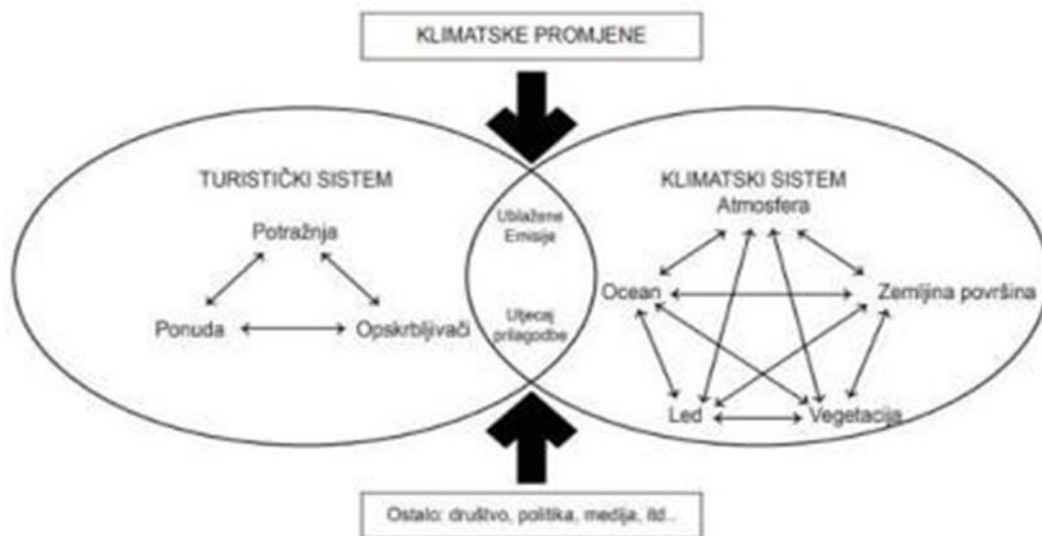 KLIMATSKE PROMJENE
TURISTIČKI SISTEM
Potražnja
Ponuda
Opskrbljivači
Ublažene
Emisije
Utjecaj
prilagodbe
KLIMATSKI SISTEM
Atmosfera
Ocean
Zemljina površina
Led
Vegetacija
Ostalo: društvo, politika, medija, itd..